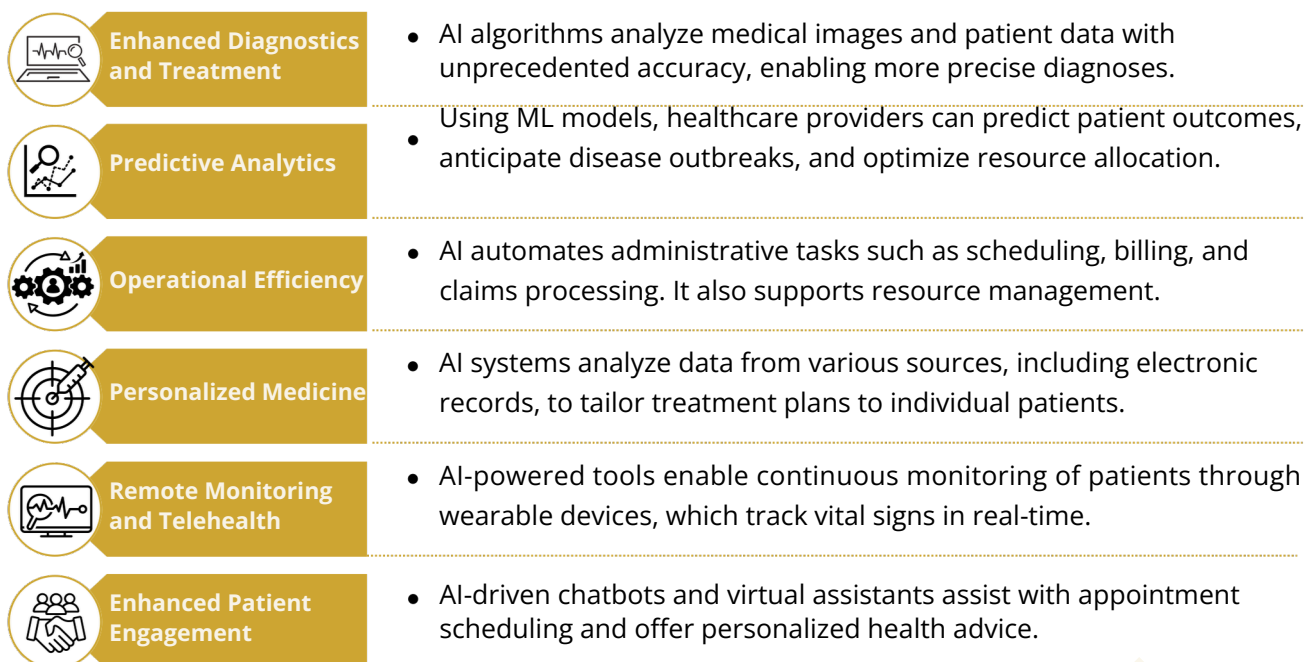 Enhanced Diagnostics
and Treatment
• AI algorithms analyze medical images and patient data with
unprecedented accuracy, enabling more precise diagnoses.
Predictive Analytics
• Using ML models, healthcare providers can predict patient outcomes,
anticipate disease outbreaks, and optimize resource allocation.
Operational Efficiency
• AI automates administrative tasks such as scheduling, billing, and
claims processing. It also supports resource management.
Personalized Medicine
• AI systems analyze data from various sources, including electronic
records, to tailor treatment plans to individual patients.
Remote Monitoring
and Telehealth
• AI-powered tools enable continuous monitoring of patients through
wearable devices, which track vital signs in real-time.
Enhanced Patient
Engagement
• AI-driven chatbots and virtual assistants assist with appointment
scheduling and offer personalized health advice.